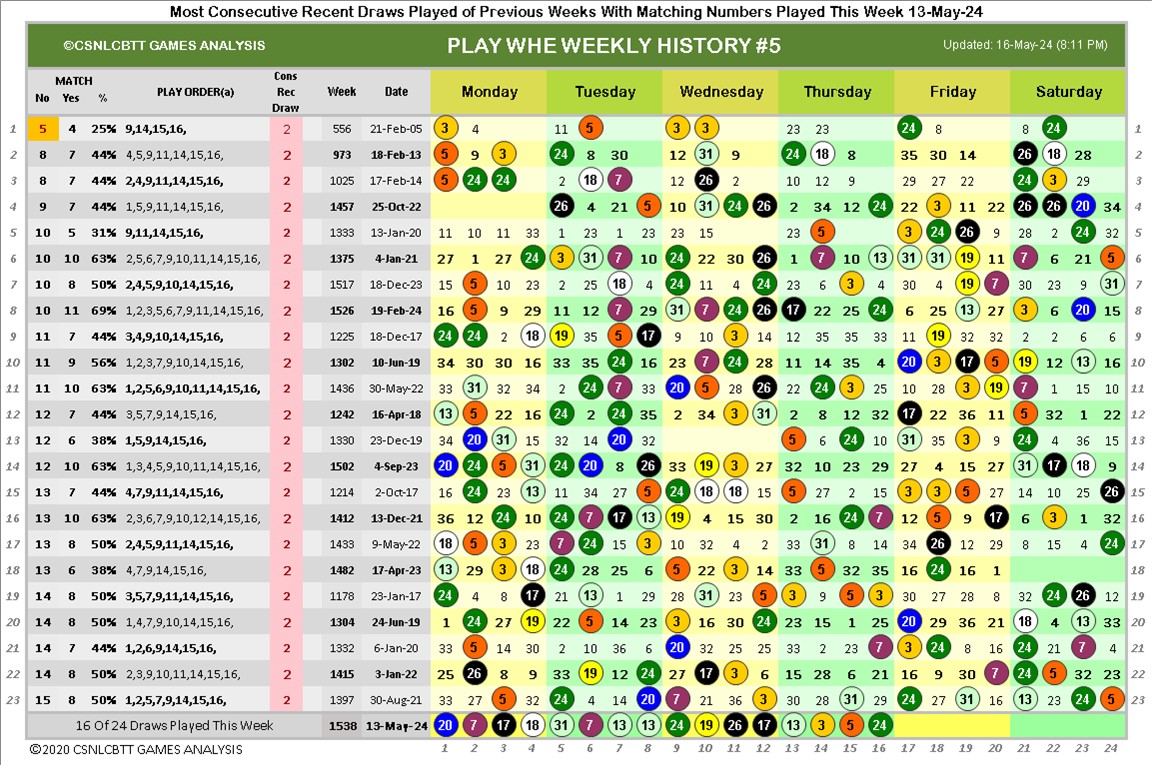 Most Consecutive Recent Draws Played of Previous Weeks With Matching Numbers Played This Week 13-May-24
©CSNLCBTT GAMES ANALYSIS PLAY WHE WEEKLY HISTORY #5 Updated: 16-May-24 (8:11 PM)
MATCH Cons
No Yes % PLAY ORDER(a) Rec Week Date Monday Tuesday Wednesday Thursday Friday Saturday
Draw
1 5 4 25% 9,14,15,16, 2 556 21-Feb-05 3 4 11 5 3 3 23 23 24 8 8 24 1
2 8 7 44% 4,5,9,11,14,15,16, 2 973 18-Feb-13 5 9 3 24 8 30 12 31 9 24 18 8 35 30 14 26 18 28 2
3 8 7 44% 2,4,9,11,14,15,16, 2 1025 17-Feb-14 5 24 24 2 18 7 12 26 2 10 12 9 29 27 22 24 3 29 3
4 9 7 44% 1,5,9,11,14,15,16, 2 1457 25-Oct-22 26 4 21 5 10 31 24 26 2 34 12 24 22 3 11 22 26 26 20 34 4
5 10 5 31% 9,11,14,15,16, 2 1333 13-Jan-20 11 10 11 33 1 23 1 23 23 15 23 5 3 24 26 9 28 2 24 32 5
6 10 10 63% 2,5,6,7,9,10,11,14,15,16, 2 1375 4-Jan-21 27 1 27 24 3 31 7 10 24 22 30 26 1 7 10 13 31 31 19 11 7 6 21 5 6
7 10 8 50% 2,4,5,9,10,14,15,16, 2 1517 18-Dec-23 15 5 10 23 2 25 18 4 24 11 4 24 23 6 3 4 30 4 19 7 30 23 9 31 7
8 10 11 69% 1,2,3,5,6,7,9,10,11,14,15,16, 2 1526 19-Feb-24 16 5 9 29 11 12 7 29 31 7 24 26 17 22 25 24 6 25 13 27 3 8 20 15 8
9 11 7 44% 3,4,9,10,11,14,15,16, 2 1225 18-Dec-17 24 24 2 18 19 35 5 17 9 10 3 14 12 35 35 33 11 19 32 32 2 2 6 6 9
10 11 9 56% 1,2,3,7,9,10,14,15,16, 2 1302 10-Jun-19 34 30 30 16 33 35 24 16 23 7 24 28 11 14 35 4 20 3 17 5 19 12 13 16 10
11 11 10 63% 1,2,5,6,9,10,11,14,15,16, 2 1436 30-May-22 33 31 32 34 2 24 7 33 20 5 28 26 22 24 3 25 10 28 3 19 7 1 15 10 11
12 12 7 44% 3,5,7,9,14,15,16, 2 1242 16-Apr-18 13 5 22 16 24 2 24 35 2 34 3 31 2 8 12 32 17 22 36 11 5 32 1 22 12
13 12 6 38% 1,5,9,14,15,16, 2 1330 23-Dec-19 34 20 31 15 32 14 20 32 5 6 24 10 31 35 3 9 24 4 36 15 13
14 12 10 63% 1,3,4,5,9,10,11,14,15,16, 2 1502 4-Sep-23 20 24 5 31 24 20 8 26 33 19 3 27 32 10 23 29 27 4 15 27 31 17 18 9 14
15 13 7 44% 4,7,9,11,14,15,16, 2 1214 2-Oct-17 16 24 23 13 11 34 27 5 24 18 18 15 5 27 2 15 3 3 5 27 14 10 25 26 15
16 13 10 63% 2,3,6,7,9,10,12,14,15,16, 2 1412 13-Dec-21 36 12 24 10 24 7 17 13 19 4 15 30 2 16 24 7 12 5 9 17 6 3 1 32 16
17 13 8 50% 2,4,5,9,11,14,15,16, 2 1433 9-May-22 18 5 3 23 7 24 15 3 10 32 4 2 33 31 8 14 34 26 12 29 8 15 4 24 17
18 13 6 38% 4,7,9,14,15,16, 2 1482 17-Apr-23 13 29 3 18 24 28 25 6 5 22 3 14 33 5 32 35 16 24 16 1 18
19 14 8 50% 3,5,7,9,11,14,15,16, 2 1178 23-Jan-17 24 4 8 17 21 13 1 29 28 31 23 5 3 9 5 3 30 27 28 8 32 24 26 12 19
20 14 8 50% 1,4,7,9,10,14,15,16, 2 1304 24-Jun-19 1 24 27 19 22 5 14 23 3 16 30 24 23 15 1 25 20 29 36 21 18 4 13 33 20
21 14 7 44% 1,2,6,9,14,15,16, 2 1332 6-Jan-20 33 5 14 30 2 10 36 6 20 32 25 25 15 2 33 7 3 24 8 16 24 21 7 4 21
22 14 8 50% 2,3,9,10,11,14,15,16, 2 1415 3-Jan-22 25 26 8 9 33 19 12 24 27 17 3 6 15 28 6 22 16 9 30 7 24 5 32 23 22
23 15 8 50% 1,2,5,7,9,14,15,16, 2 1397 30-Aug-21 33 27 5 32 24 4 14 20 7 21 36 3 30 29 31 29 24 27 31 16 13 23 24 5 23
16 Of 24 Draws Played This Week 1538 13-May-24 20 7 17 18 31 7 13 13 24 19 26 17 13 3 5 24
©2020 CSNLCBTT GAMES ANALYSIS 1 2 3 4 5 6 7 8 9 10 11 12 13 14 15 16 17 18 19 20 21 22 23 24